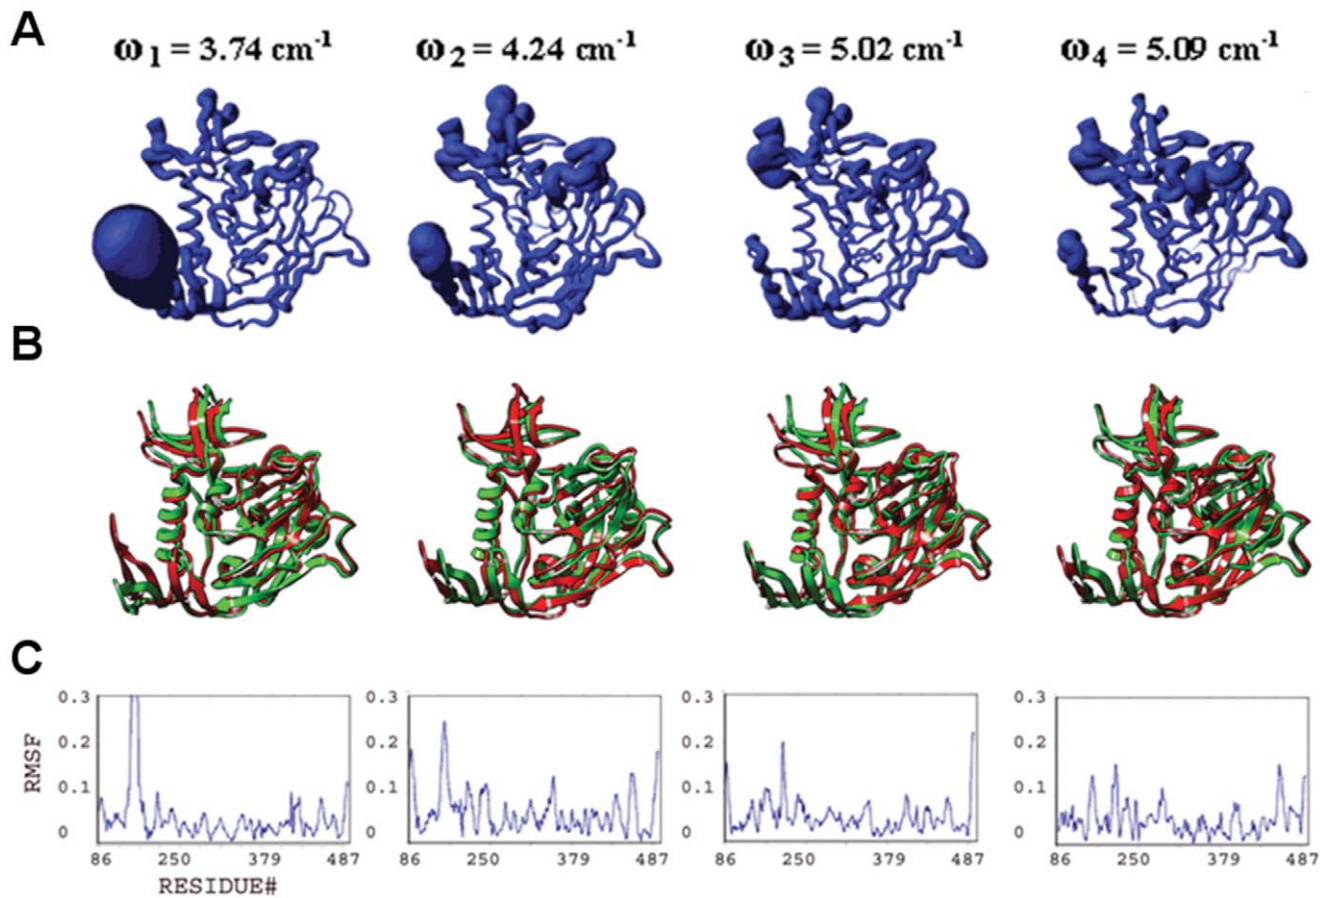 A
ω1 = 3.74 cm-1 ω2 = 4.24 cm-1 ω3 = 5.02 cm-1 ω4 = 5.09 cm-1
B
C
0.3 0.3 0.3 0.3
0.2 0.2 0.2 0.2
0.1 0.1 0.1 0.1
0 0 0 0
RMSF
86 250 379 487 86 250 379 487 86 250 379 487 86 250 379 487
RESIDUE#